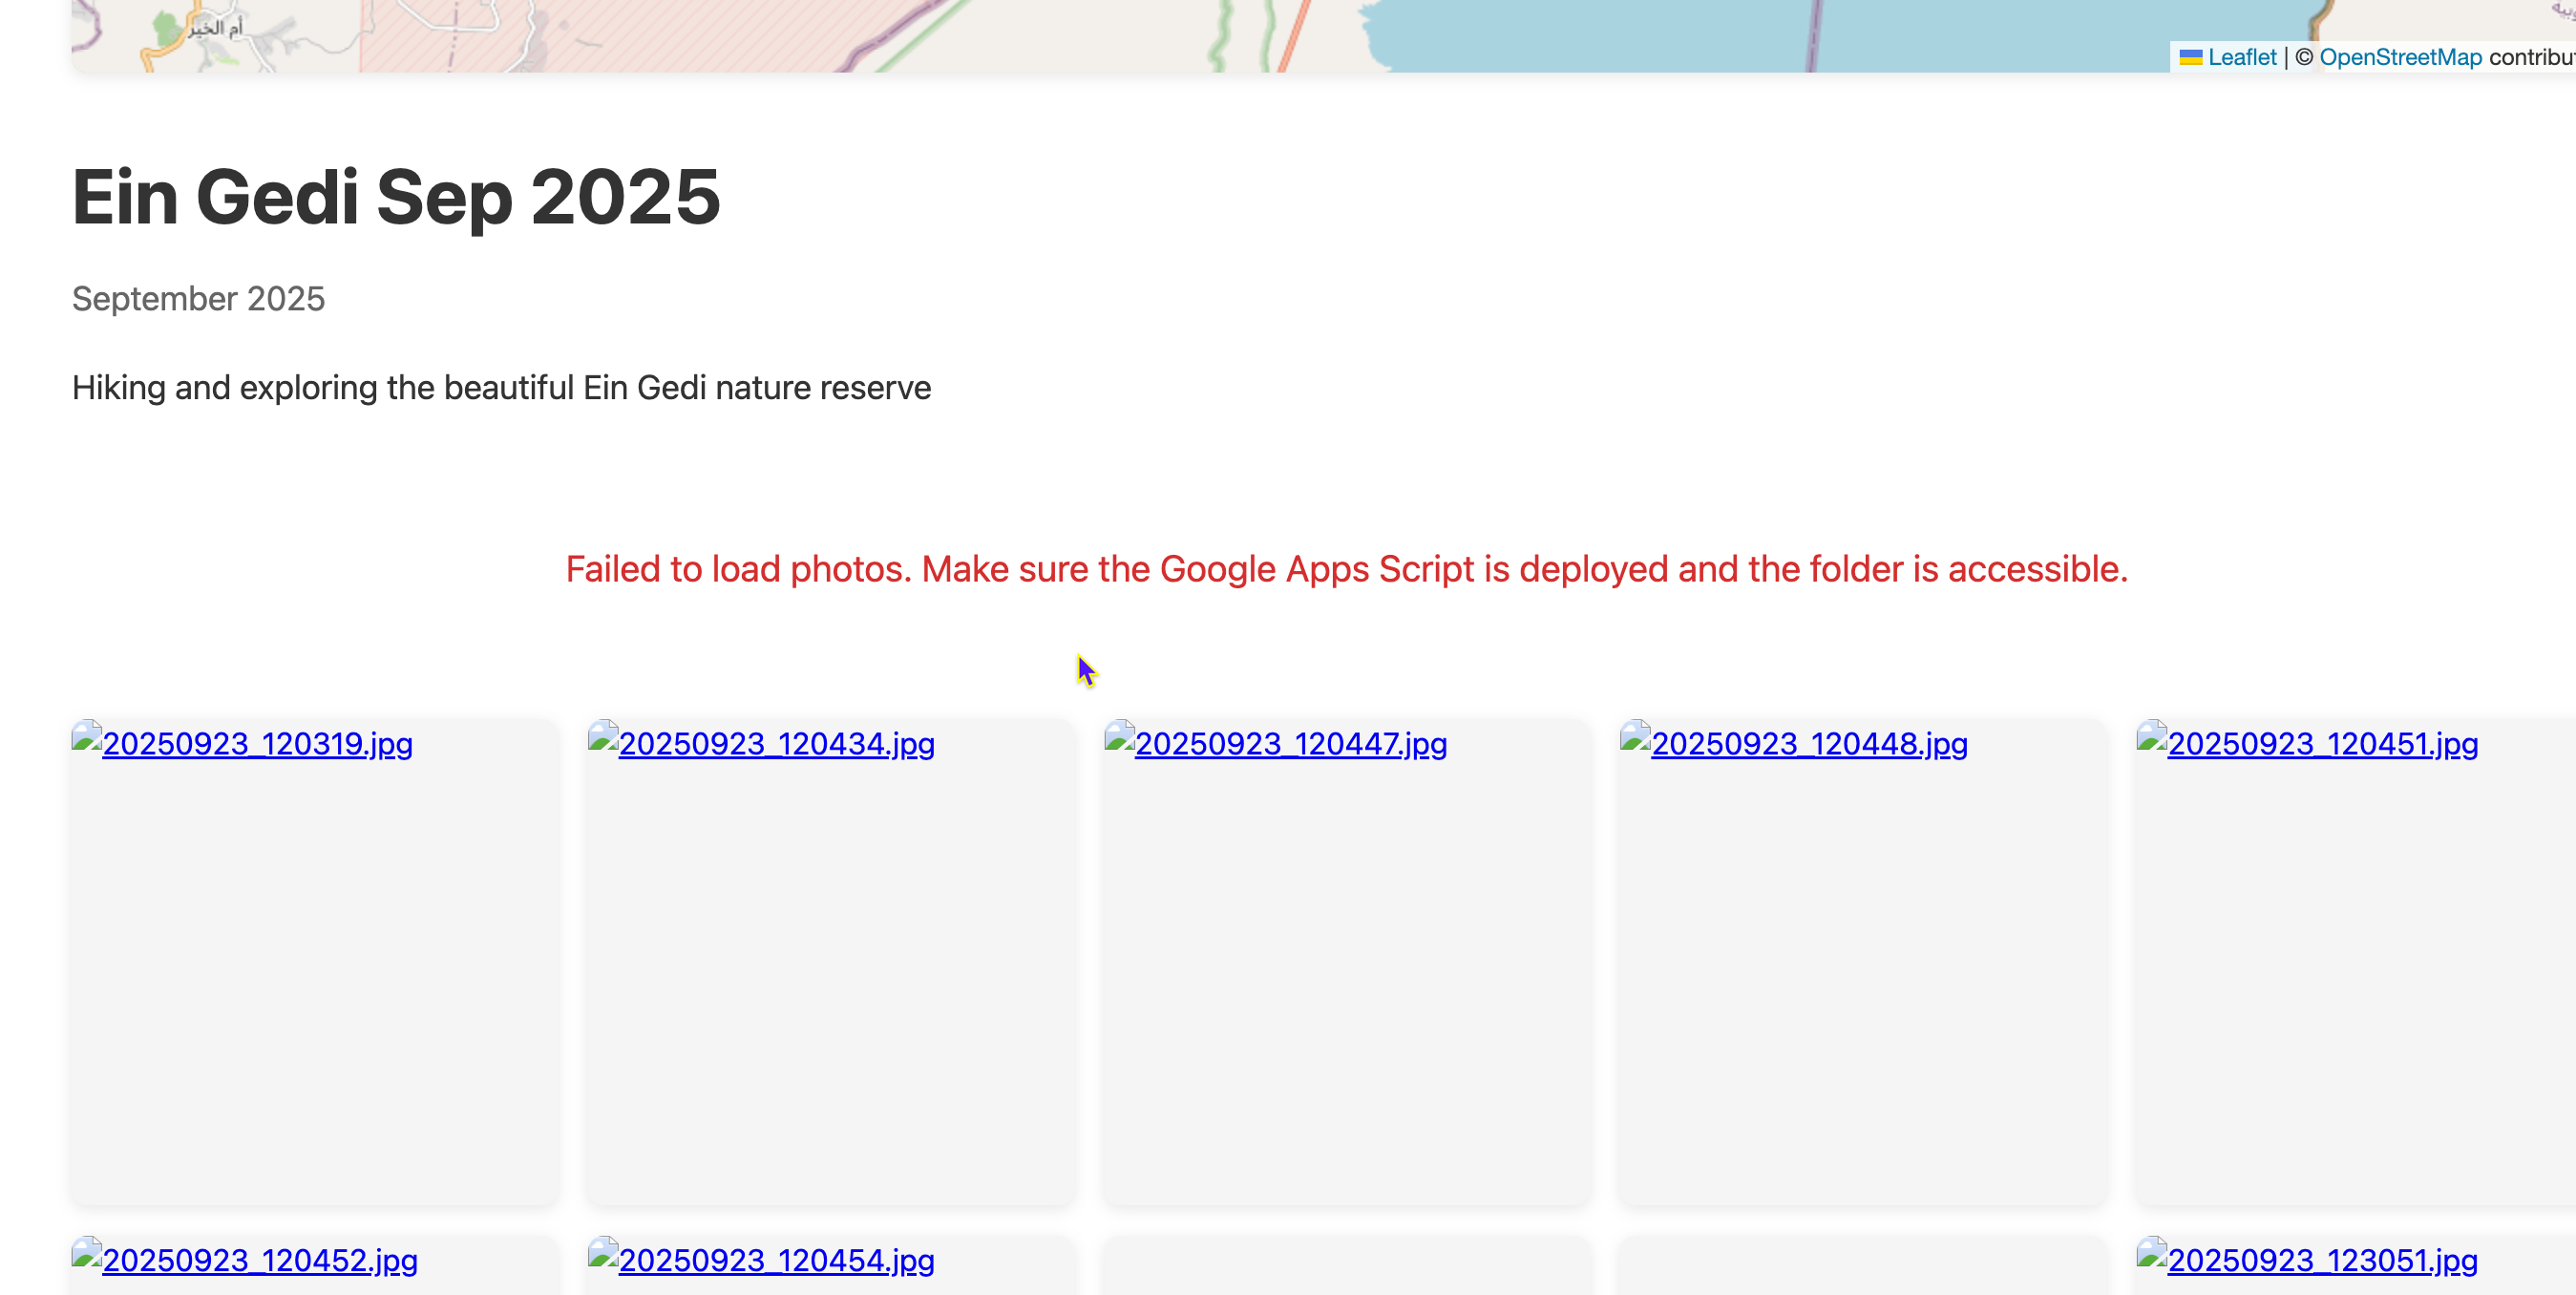 أم الخير
Leaflet | © OpenStreetMap contribu
Ein Gedi Sep 2025
September 2025
Hiking and exploring the beautiful Ein Gedi nature reserve
Failed to load photos. Make sure the Google Apps Script is deployed and the folder is accessible.
20250923_120319.jpg 20250923_120434.jpg 20250923_120447.jpg 20250923_120448.jpg 20250923_120451.jpg
20250923_120452.jpg 20250923_120454.jpg 20250923_123051.jpg